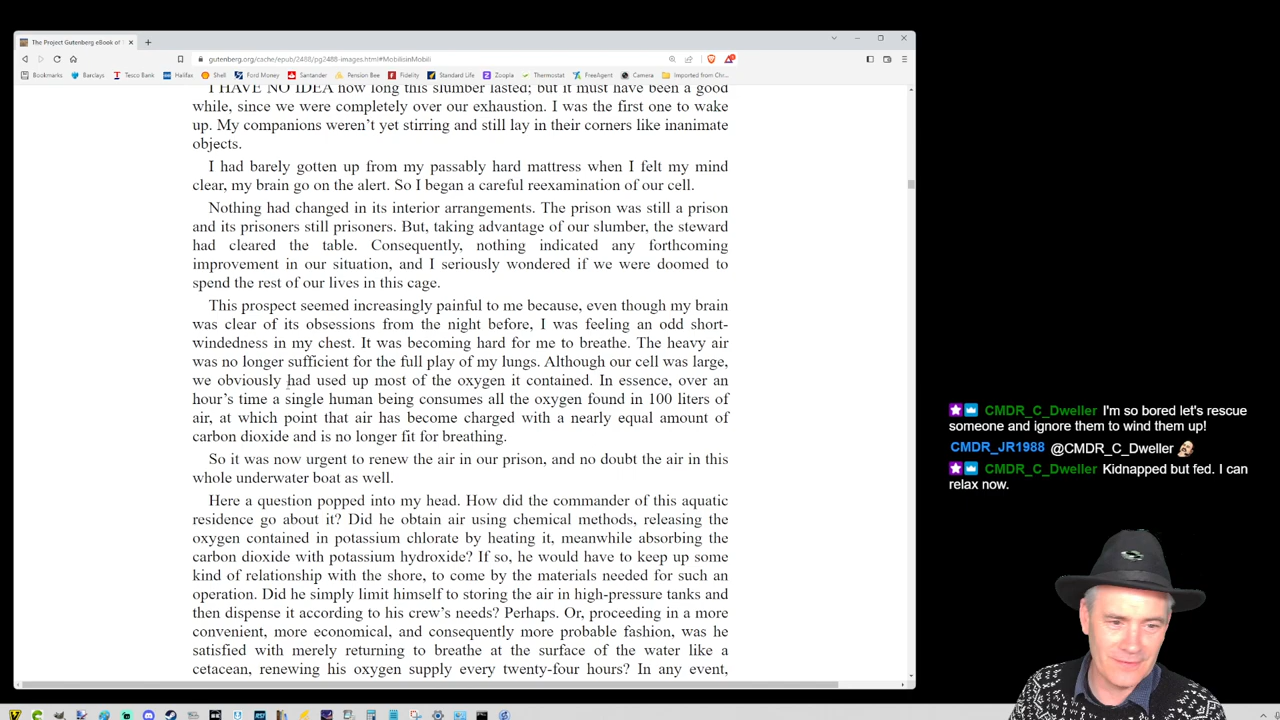 The Project Gutenberg eBook of
gutenberg.org/cache/epub/2488/pg2488-images.html#MobilisinMobili
Bookmarks Barclays Tesco Bank Halifax Ford Money Santander Pension Bee Fidelity Standard Life Zoopla Thermostat FreeAgent Camera Imported from Chr...
I HAVE NO IDEA how long this slumber lasted; but it must have been a good
while, since we were completely over our exhaustion. I was the first one to wake
up. My companions weren't yet stirring and still lay in their corners like inanimate
objects.
I had barely gotten up from my passably hard mattress when I felt my mind
clear, my brain go on the alert. So I began a careful reexamination of our cell.
Nothing had changed in its interior arrangements. The prison was still a prison
and its prisoners still prisoners. But, taking advantage of our slumber, the steward
had cleared the table. Consequently, nothing indicated any forthcoming
improvement in our situation, and I seriously wondered if we were doomed to
spend the rest of our lives in this cage.
This prospect seemed increasingly painful to me because, even though my brain
was clear of its obsessions from the night before, I was feeling an odd short-
windedness in my chest. It was becoming hard for me to breathe. The heavy air
was no longer sufficient for the full play of my lungs. Although our cell was large,
we obviously had used up most of the oxygen it contained. In essence, over an
hour's time a single human being consumes all the oxygen found in 100 liters of
air, at which point that air has become charged with a nearly equal amount of
carbon dioxide and is no longer fit for breathing.
So it was now urgent to renew the air in our prison, and no doubt the air in this
whole underwater boat as well.
Here a question popped into my head. How did the commander of this aquatic
residence go about it? Did he obtain air using chemical methods, releasing the
oxygen contained in potassium chlorate by heating it, meanwhile absorbing the
carbon dioxide with potassium hydroxide? If so, he would have to keep up some
kind of relationship with the shore, to come by the materials needed for such an
operation. Did he simply limit himself to storing the air in high-pressure tanks and
then dispense it according to his crew's needs? Perhaps. Or, proceeding in a more
convenient, more economical, and consequently more probable fashion, was he
satisfied with merely returning to breathe at the surface of the water like a
cetacean, renewing his oxygen supply every twenty-four hours? In any event,
CMDR_C_Dweller I'm so bored let's rescue
someone and ignore them to wind them up!
CMDR_JR1988 @CMDR_C_Dweller
CMDR_C_Dweller Kidnapped but fed. I can
relax now.